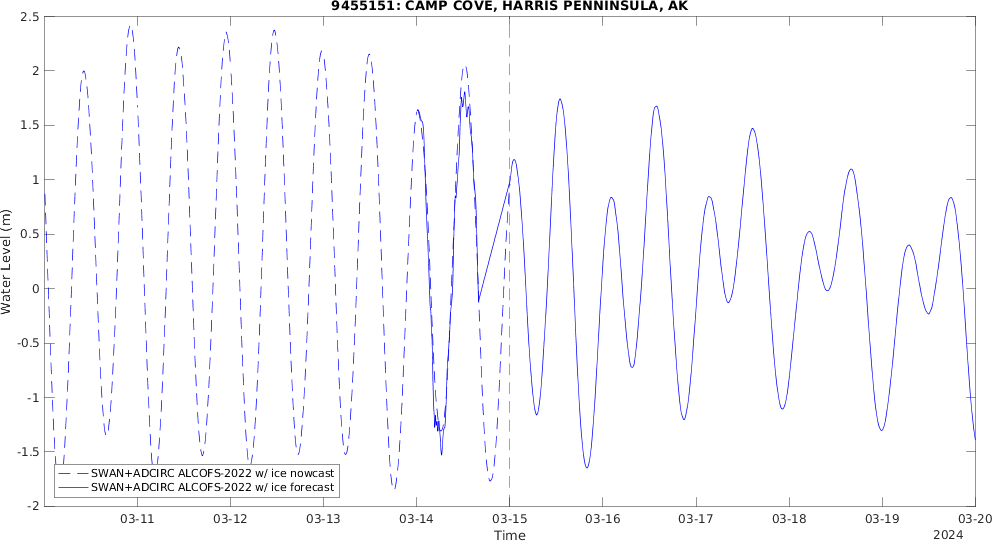 9455151: CAMP COVE, HARRIS PENNINSULA, AK
Water Level (m)
2.5
2
1.5
1
0.5
0
-0.5
-1
-1.5
-2
SWAN+ADCIRC ALCOFS-2022 w/ ice nowcast
SWAN+ADCIRC ALCOFS-2022 w/ ice forecast
03-11 03-12 03-13 03-14 03-15 03-16 03-17 03-18 03-19 03-20
Time
2024